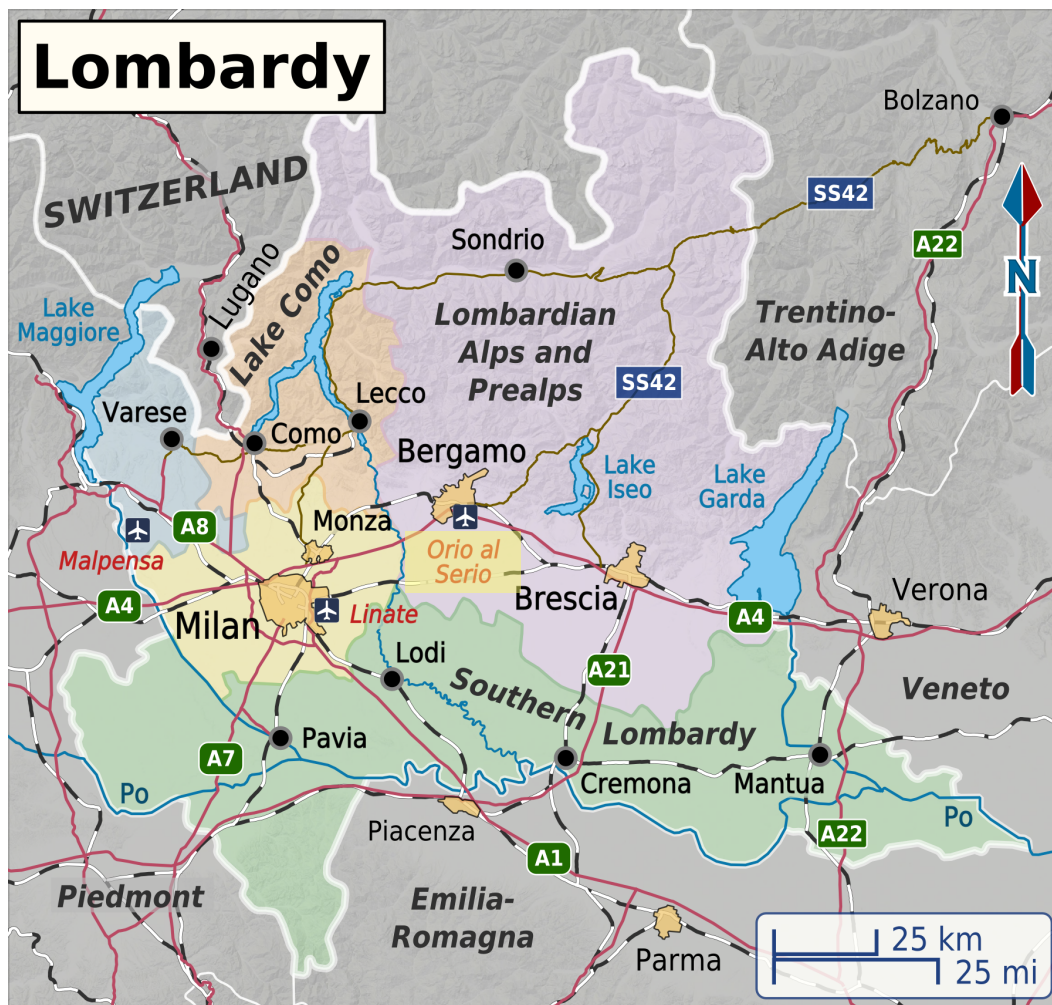 Lombardy
Bolzano
SWITZERLAND
SS42
A22
N
Sondrio
Lugano
Lake Como
Lake
Maggiore
Lombardian
Alps and
Prealps
Trentino-
Alto Adige
SS42
Lecco
Varese
Como
Bergamo
Lake
Iseo
Lake
Garda
A8
Monza
Malpensa
Orio al
Serio
A4
Milan
Linate
Brescia
A4
Verona
Lodi
A21
Southern
Lombardy
Veneto
Pavia
A7
Cremona
Mantua
Po
Piacenza
A22
Po
A1
Piedmont
Emilia-
Romagna
Parma
25 km
25 mi